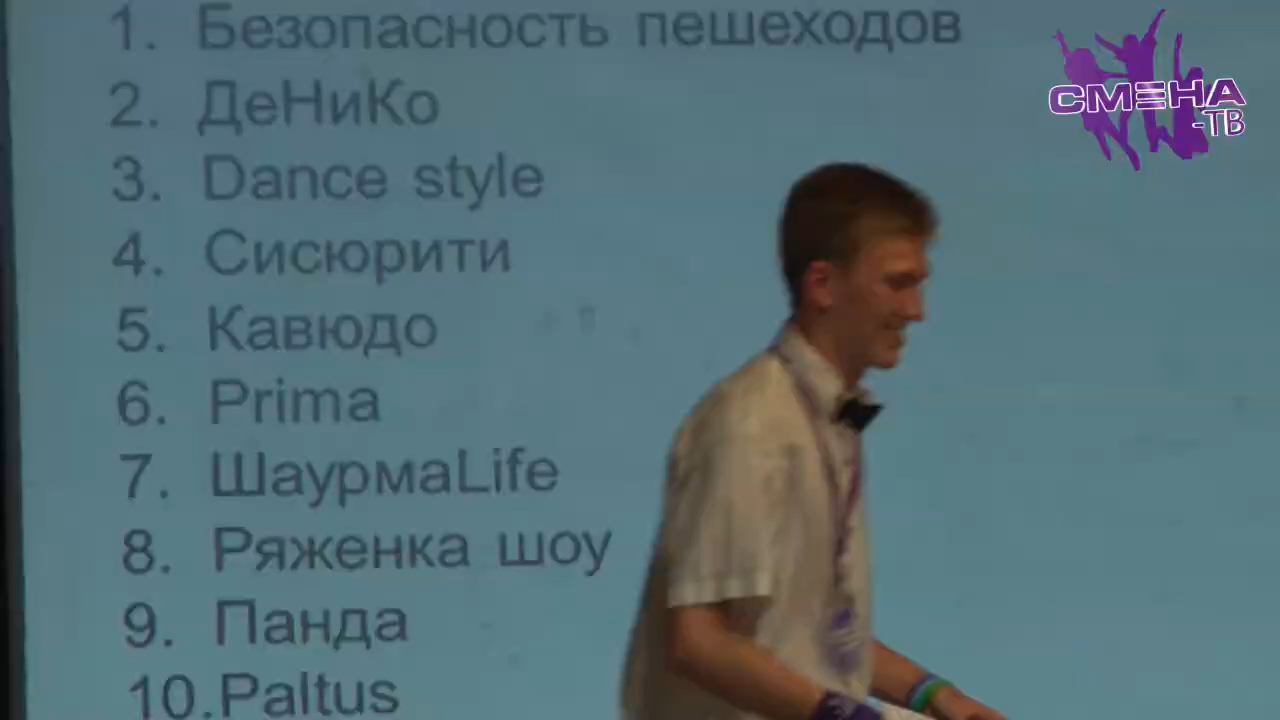 1. Безопасность пешеходов
2. ДеНиКо
3. Dance style
4. Сисюрити
5. Кавюдо
6. Prima
7. ШаурмаLife
8. Ряженка шоу
9. Панда
10. Paltus
СМЕНА
-ТВ